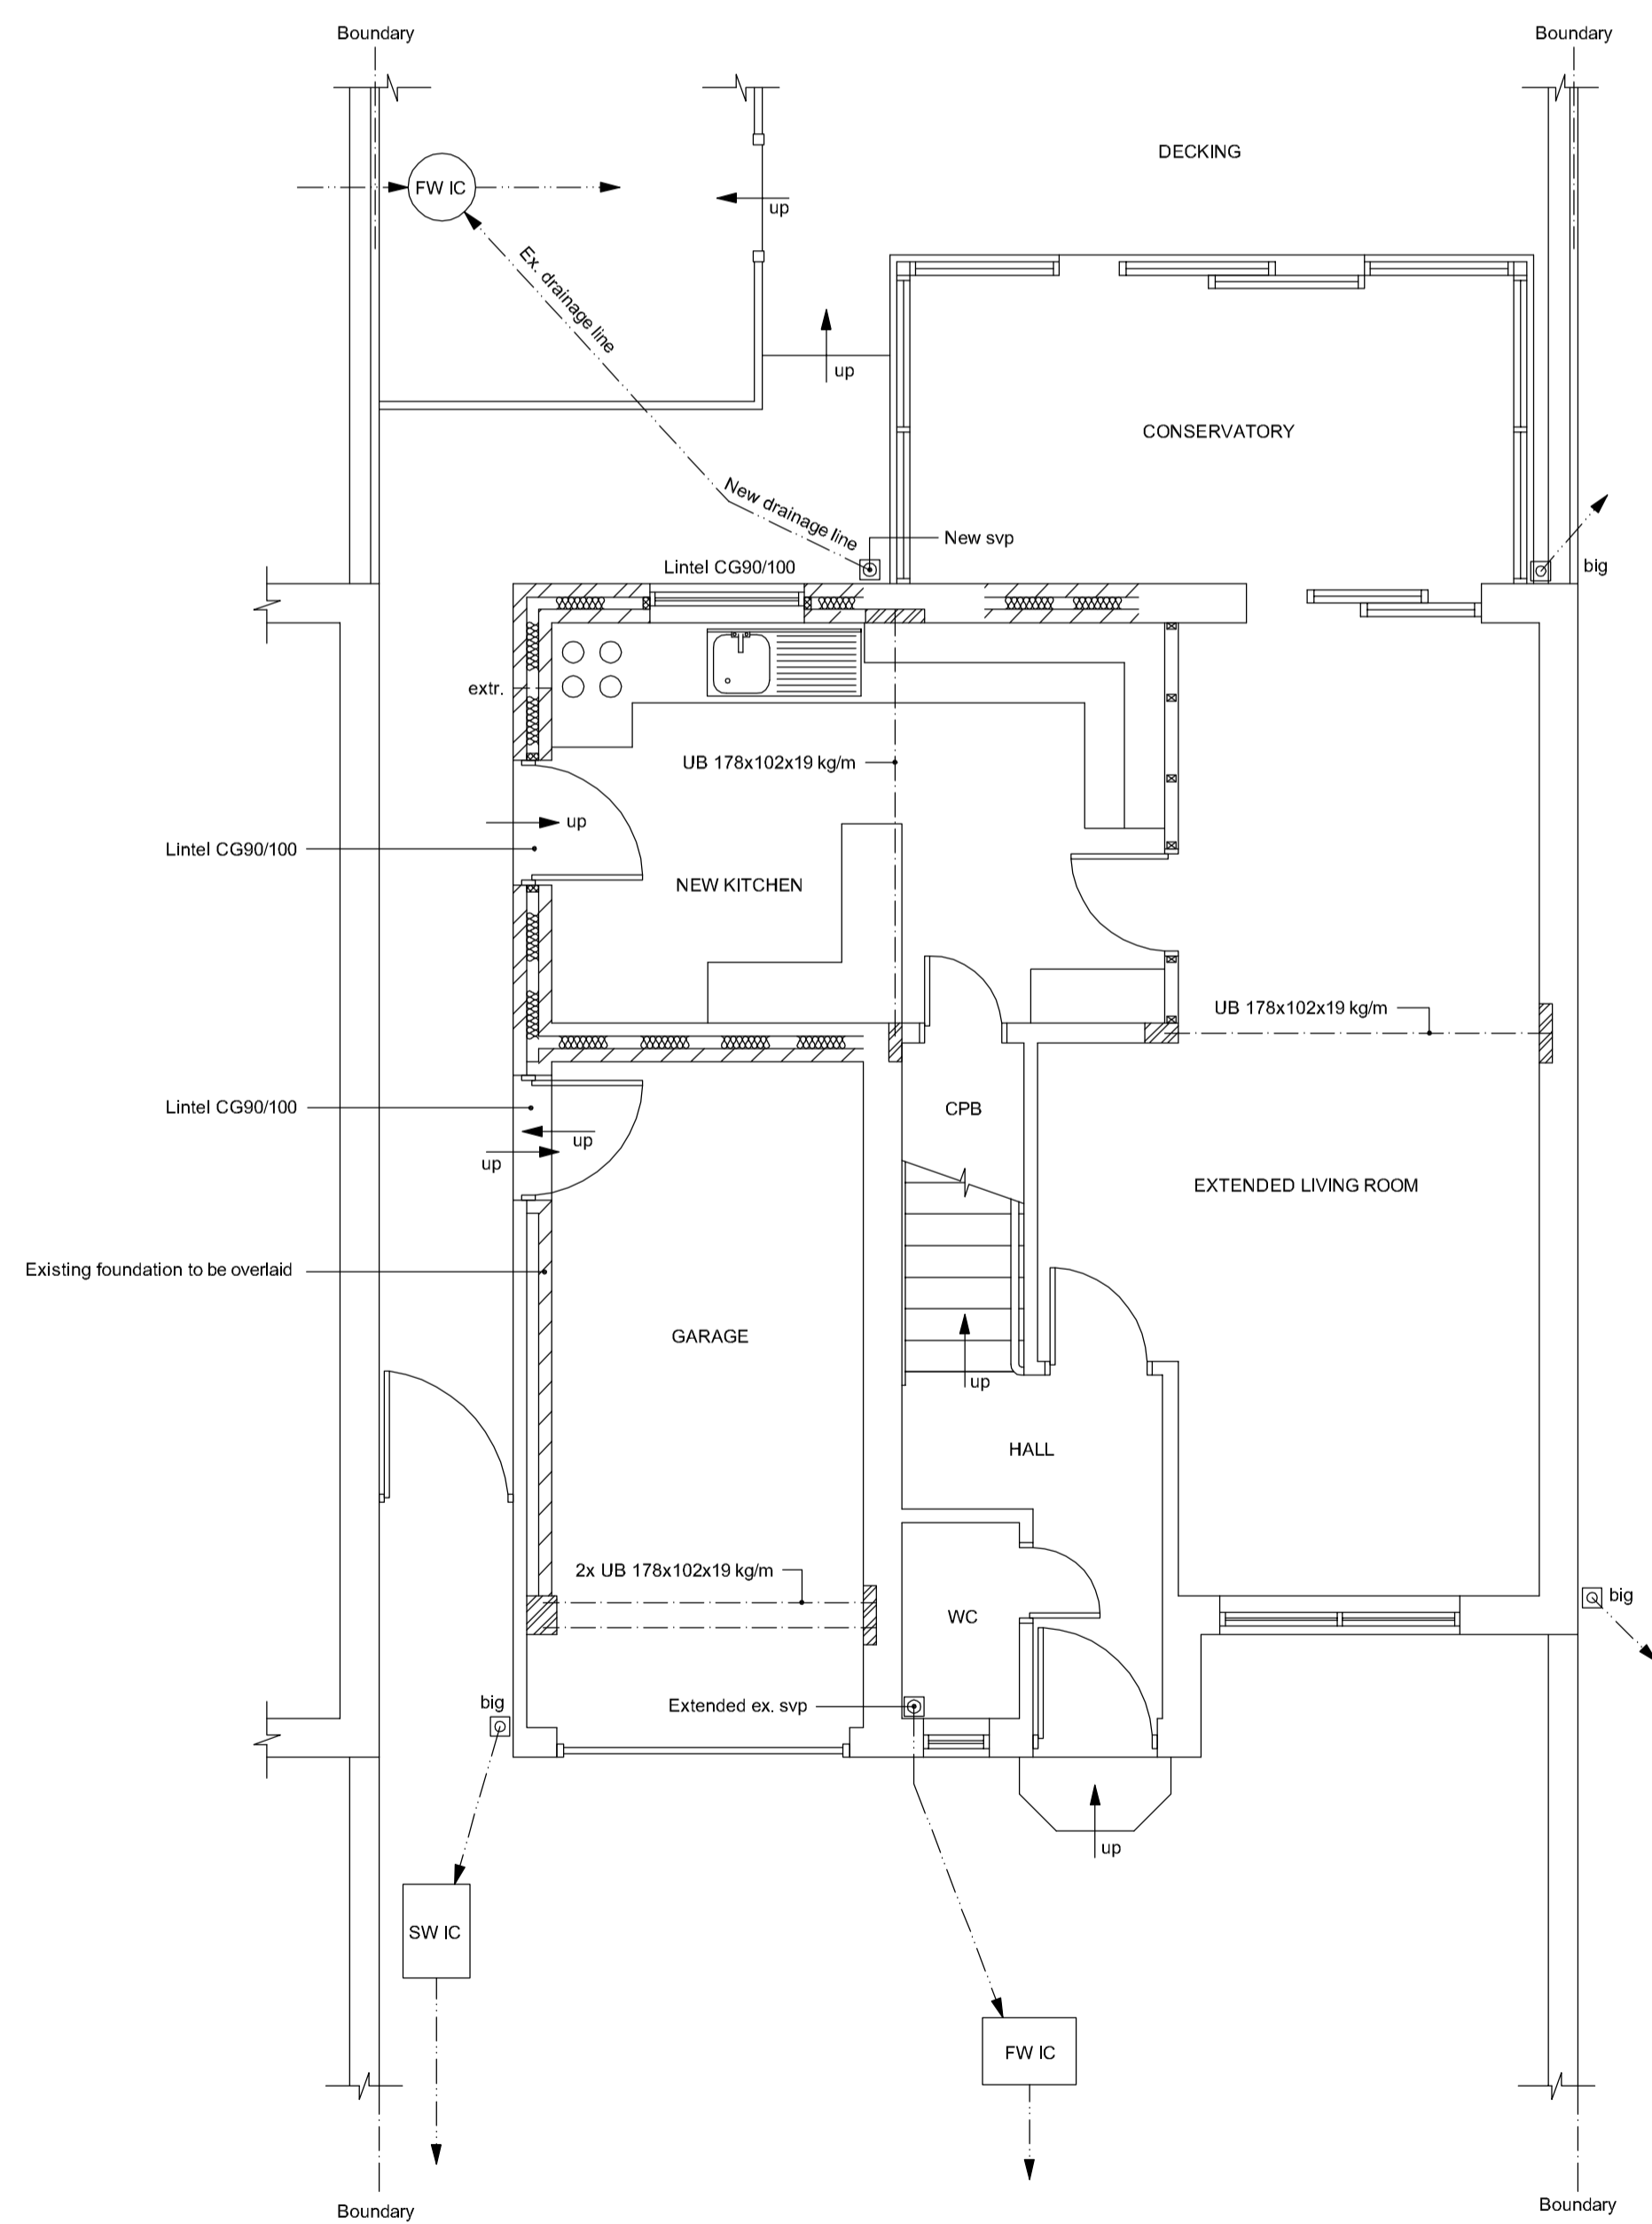 Boundary
Boundary
DECKING
FW IC
up
Ex. drainage line
up
CONSERVATORY
New drainage line
New svp
Lintel CG90/100
big
extr.
UB 178x102x19 kg/m
up
Lintel CG90/100
NEW KITCHEN
UB 178x102x19 kg/m
Lintel CG90/100
CPB
up
up
EXTENDED LIVING ROOM
Existing foundation to be overlaid
GARAGE
up
HALL
2x UB 178x102x19 kg/m
big
WC
big
Extended ex. svp
up
SW IC
FW IC
Boundary
Boundary